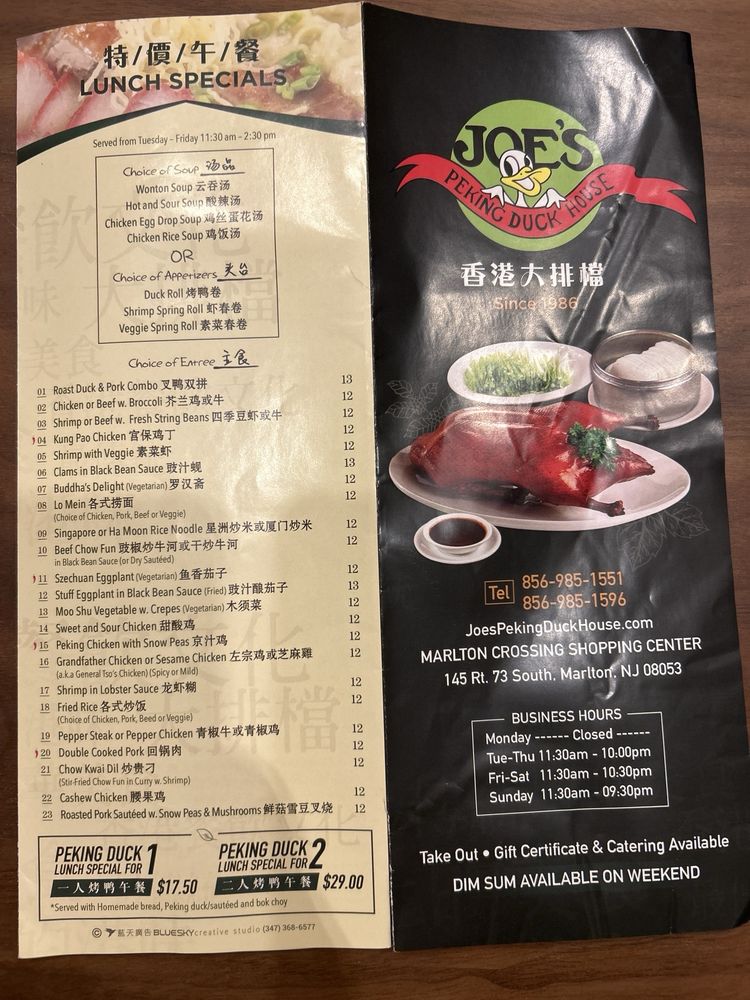 特/價/午/餐
LUNCH SPECIALS
Served from Tuesday – Friday 11:30 am – 2:30 pm
Choice of Soup 汤品
Wonton Soup 云吞汤
Hot and Sour Soup 酸辣汤
Chicken Egg Drop Soup 鸡丝蛋花汤
Chicken Rice Soup 鸡饭汤
OR
Choice of Appetizers 头台
Duck Roll 烤鸭卷
Shrimp Spring Roll 虾春卷
Veggie Spring Roll 素菜春卷
Choice of Entree 主食
01 Roast Duck & Pork Combo 叉鸭双拼 13
02 Chicken or Beef w. Broccoli 芥兰鸡或牛 12
03 Shrimp or Beef w. Fresh String Beans 四季豆虾或牛 12
04 Kung Pao Chicken 宫保鸡丁 12
05 Shrimp with Veggie 素菜虾 12
06 Clams in Black Bean Sauce 豉汁蚬 13
07 Buddha's Delight (Vegetarian) 罗汉斋 12
08 Lo Mein 各式捞面 12
(Choice of Chicken, Pork, Beef or Veggie)
09 Singapore or Ha Moon Rice Noodle 星洲炒米或厦门炒米 12
10 Beef Chow Fun 豉椒炒牛河或干炒牛河 12
in Black Bean Sauce (or Dry Sautéed)
11 Szechuan Eggplant (Vegetarian) 鱼香茄子 12
12 Stuff Eggplant in Black Bean Sauce (Fried) 豉汁酿茄子 13
13 Moo Shu Vegetable w. Crepes (Vegetarian) 木须菜 12
14 Sweet and Sour Chicken 甜酸鸡 12
15 Peking Chicken with Snow Peas 京汁鸡 12
16 Grandfather Chicken or Sesame Chicken 左宗鸡或芝麻雞 12
(a.k.a General Tso's Chicken) (Spicy or Mild)
17 Shrimp in Lobster Sauce 龙虾糊 12
18 Fried Rice 各式炒饭 12
(Choice of Chicken, Pork, Beed or Veggie)
19 Pepper Steak or Pepper Chicken 青椒牛或青椒鸡 12
20 Double Cooked Pork 回锅肉 12
21 Chow Kwai Dil 炒贵刁 12
(Stir-Fried Chow Fun in Curry w. Shrimp)
22 Cashew Chicken 腰果鸡 12
23 Roasted Pork Sautéed w. Snow Peas & Mushrooms 鲜菇雪豆叉烧 12
PEKING DUCK LUNCH SPECIAL FOR 1
一人烤鸭午餐 $17.50
PEKING DUCK LUNCH SPECIAL FOR 2
二人烤鸭午餐 $29.00
*Served with Homemade bread, Peking duck/sautéed and bok choy
© 藍天廣告 BLUESKY creative studio (347) 368-6577
JOE'S
PEKING DUCK HOUSE
香港大排檔
Since 1986
Tel 856-985-1551
856-985-1596
JoesPekingDuckHouse.com
MARLTON CROSSING SHOPPING CENTER
145 Rt. 73 South, Marlton, NJ 08053
BUSINESS HOURS
Monday ------ Closed ------
Tue-Thu 11:30am - 10:00pm
Fri-Sat 11:30am - 10:30pm
Sunday 11:30am - 09:30pm
Take Out • Gift Certificate & Catering Available
DIM SUM AVAILABLE ON WEEKEND